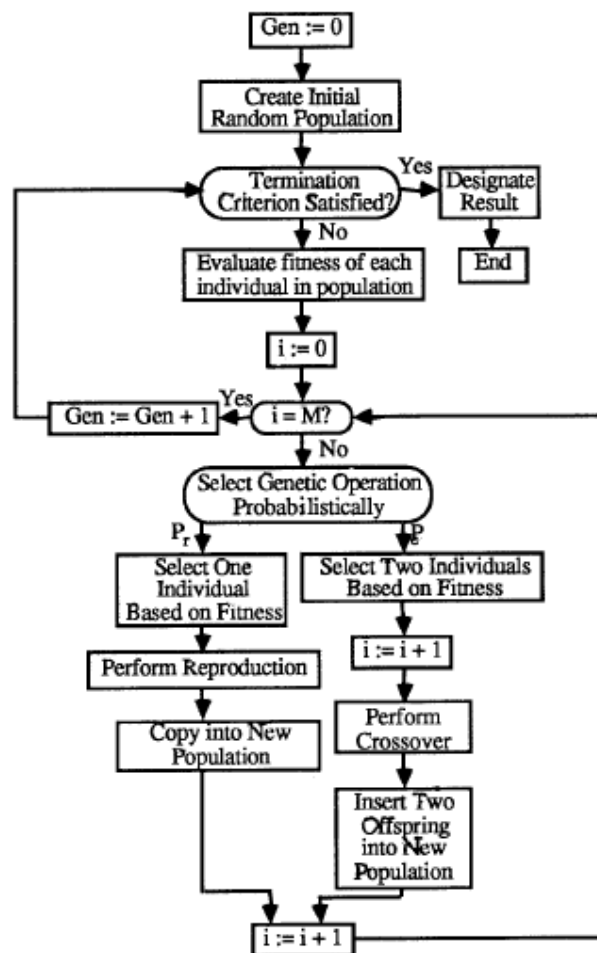 Gen := 0
Create Initial
Random Population
Termination
Criterion Satisfied?
Yes
Designate
Result
End
No
Evaluate fitness of each
individual in population
i := 0
Gen := Gen + 1
Yes
i = M?
No
Select Genetic Operation
Probabilistically
Pr
Pc
Select One
Individual
Based on Fitness
Perform Reproduction
Copy into New
Population
Select Two Individuals
Based on Fitness
i := i + 1
Perform
Crossover
Insert Two
Offspring
into New
Population
i := i + 1